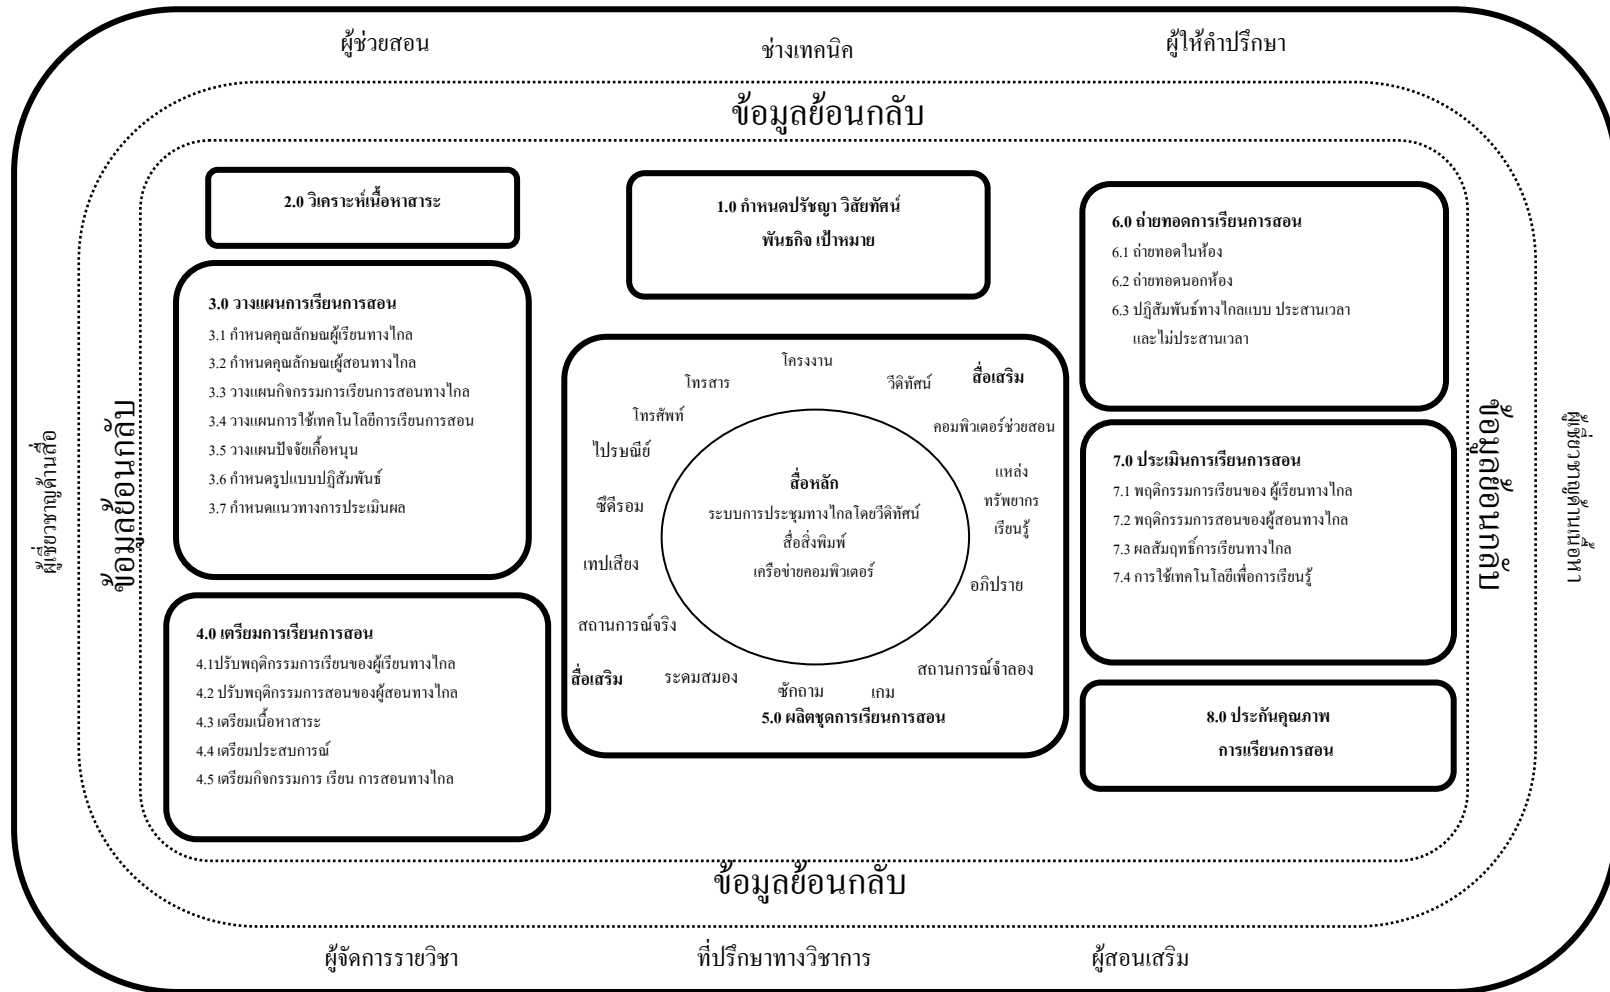 ผู้ช่วยสอน
ช่างเทคนิค
ผู้ให้คำปรึกษา
ข้อมูลย้อนกลับ
2.0 วิเคราะห์เนื้อหาสาระ
1.0 กำหนดปรัชญา วิสัยทัศน์
พันธกิจ เป้าหมาย
3.0 วางแผนการเรียนการสอน
3.1 กำหนดคุณลักษณผู้เรียนทางไกล
3.2 กำหนดคุณลักษณผู้สอนทางไกล
3.3 วางแผนกิจกรรมการเรียนการสอนทางไกล
3.4 วางแผนการใช้เทคโนโลยีการเรียนการสอน
3.5 วางแผนปัจจัยเกื้อหนุน
3.6 กำหนดรูปแบบปฏิสัมพันธ์
3.7 กำหนดแนวทางการประเมินผล
4.0 เตรียมการเรียนการสอน
4.1ปรับพฤติกรรมการเรียนของผู้เรียนทางไกล
4.2 ปรับพฤติกรรมการสอนของผู้สอนทางไกล
4.3 เตรียมเนื้อหาสาระ
4.4 เตรียมประสบการณ์
4.5 เตรียมกิจกรรมการ เรียน การสอนทางไกล
โครงงาน
โทรสาร
วีดิทัศน์
สื่อเสริม
โทรศัพท์
คอมพิวเตอร์ช่วยสอน
ไปรษณีย์
แหล่ง
ทรัพยากร
เรียนรู้
ซีดีรอม
สื่อหลัก
ระบบการประชุมทางไกลโดยวีดิทัศน์
สื่อสิ่งพิมพ์
เครือข่ายคอมพิวเตอร์
เทปเสียง
อภิปราย
สถานการณ์จริง
สถานการณ์จำลอง
สื่อเสริม
ระดมสมอง
ซักถาม
เกม
5.0 ผลิตชุดการเรียนการสอน
6.0 ถ่ายทอดการเรียนการสอน
6.1 ถ่ายทอดในห้อง
6.2 ถ่ายทอดนอกห้อง
6.3 ปฏิสัมพันธ์ทางไกลแบบ ประสานเวลา
และไม่ประสานเวลา
7.0 ประเมินการเรียนการสอน
7.1 พฤติกรรมการเรียนของ ผู้เรียนทางไกล
7.2 พฤติกรรมการสอนของผู้สอนทางไกล
7.3 ผลสัมฤทธิ์การเรียนทางไกล
7.4 การใช้เทคโนโลยีเพื่อการเรียนรู้
8.0 ประกันคุณภาพ
การแรียนการสอน
ผู้เชี่ยวชาญด้านสื่อ
ข้อมูลย้อนกลับ
ข้อมูลย้อนกลับ
ผู้เชี่ยวชาญด้านเนื้อหา
ข้อมูลย้อนกลับ
ผู้จัดการรายวิชา
ที่ปรึกษาทางวิชาการ
ผู้สอนเสริม